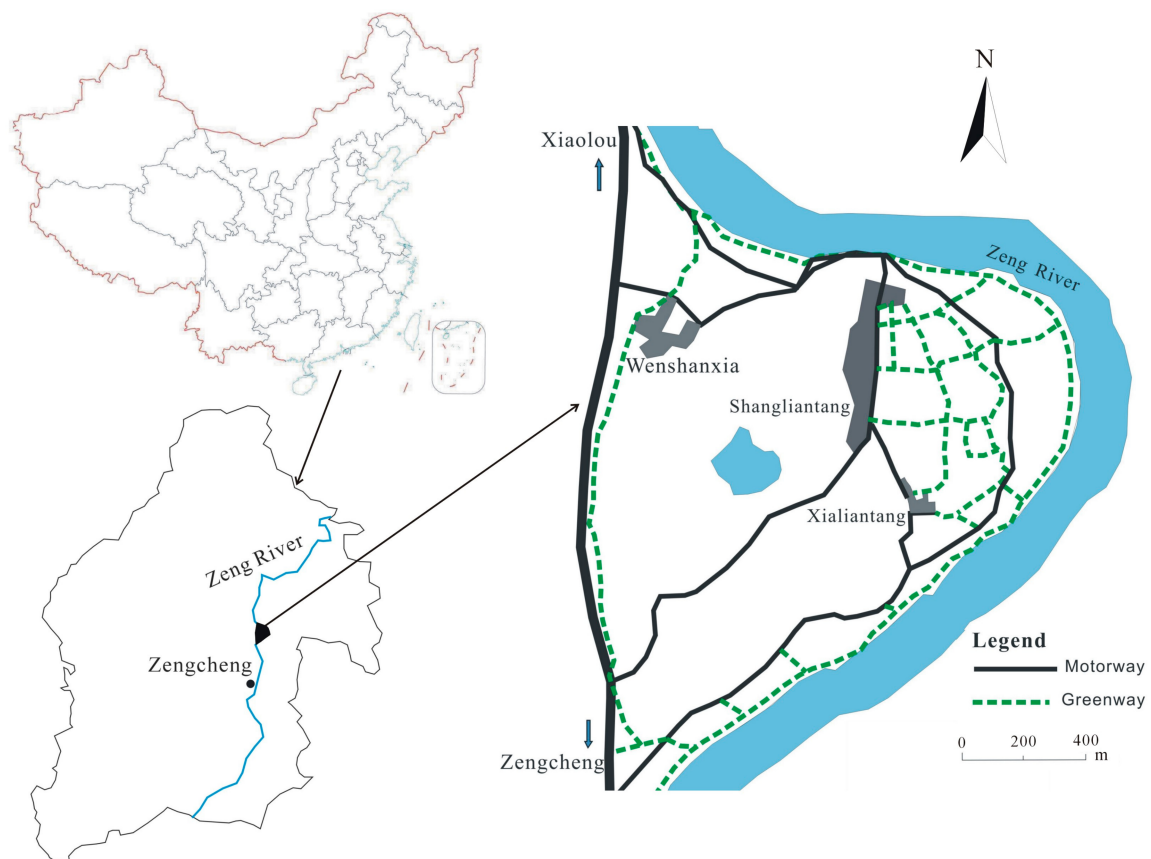 N
Xiaolou
Zeng River
Wenshanxia
Shangliantang
Xialiantang
Zeng River
Zengcheng
Legend
Motorway
Greenway
Zengcheng
0 200 400
m